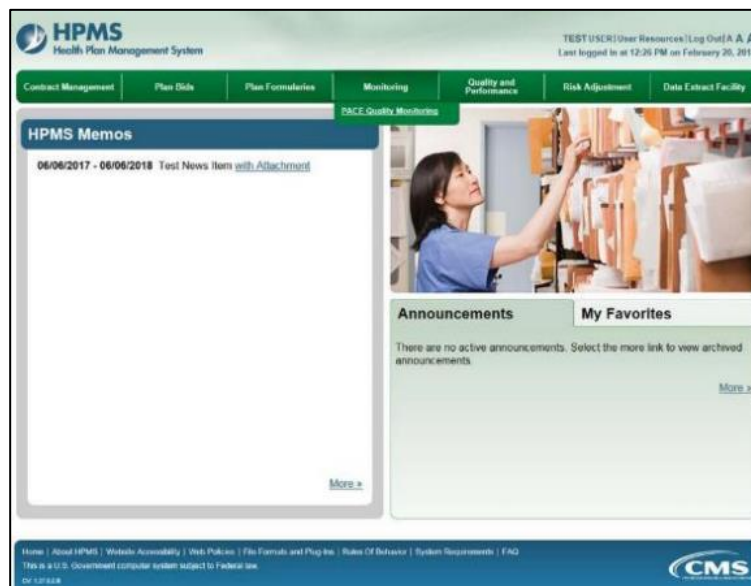 HPMS
Health Plan Management System
TEST USER|User Resources|Log Out|A A A
Last logged in at 12:26 PM on February 20, 201
Contract Management
Plan Bids
Plan Formularies
Monitoring
Quality and
Performance
Risk Adjustment
Data Extract Facility
PACE Quality Monitoring
HPMS Memos
06/06/2017 - 06/06/2018 Test News Item with Attachment
More »
Announcements
My Favorites
There are no active announcements. Select the more link to view archived
announcements.
More »
Home | About HPMS | Website Accessibility | Web Policies | File Formats and Plug-Ins | Rules Of Behavior | System Requirements | FAQ
This is a U.S. Government computer system subject to Federal law.
CMS